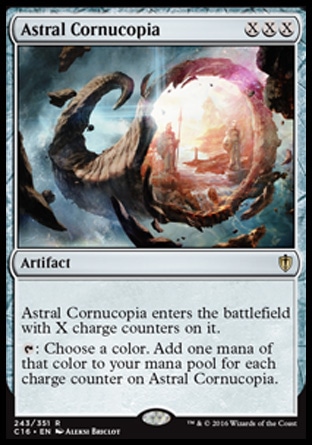 Astral Cornucopia XXX
Artifact
Astral Cornucopia enters the battlefield
with X charge counters on it.
: Choose a color. Add one mana of
that color to your mana pool for each
charge counter on Astral Cornucopia.
243/351 R
C16 • EN Aleksi Briclot ™ & © 2016 Wizards of the Coast